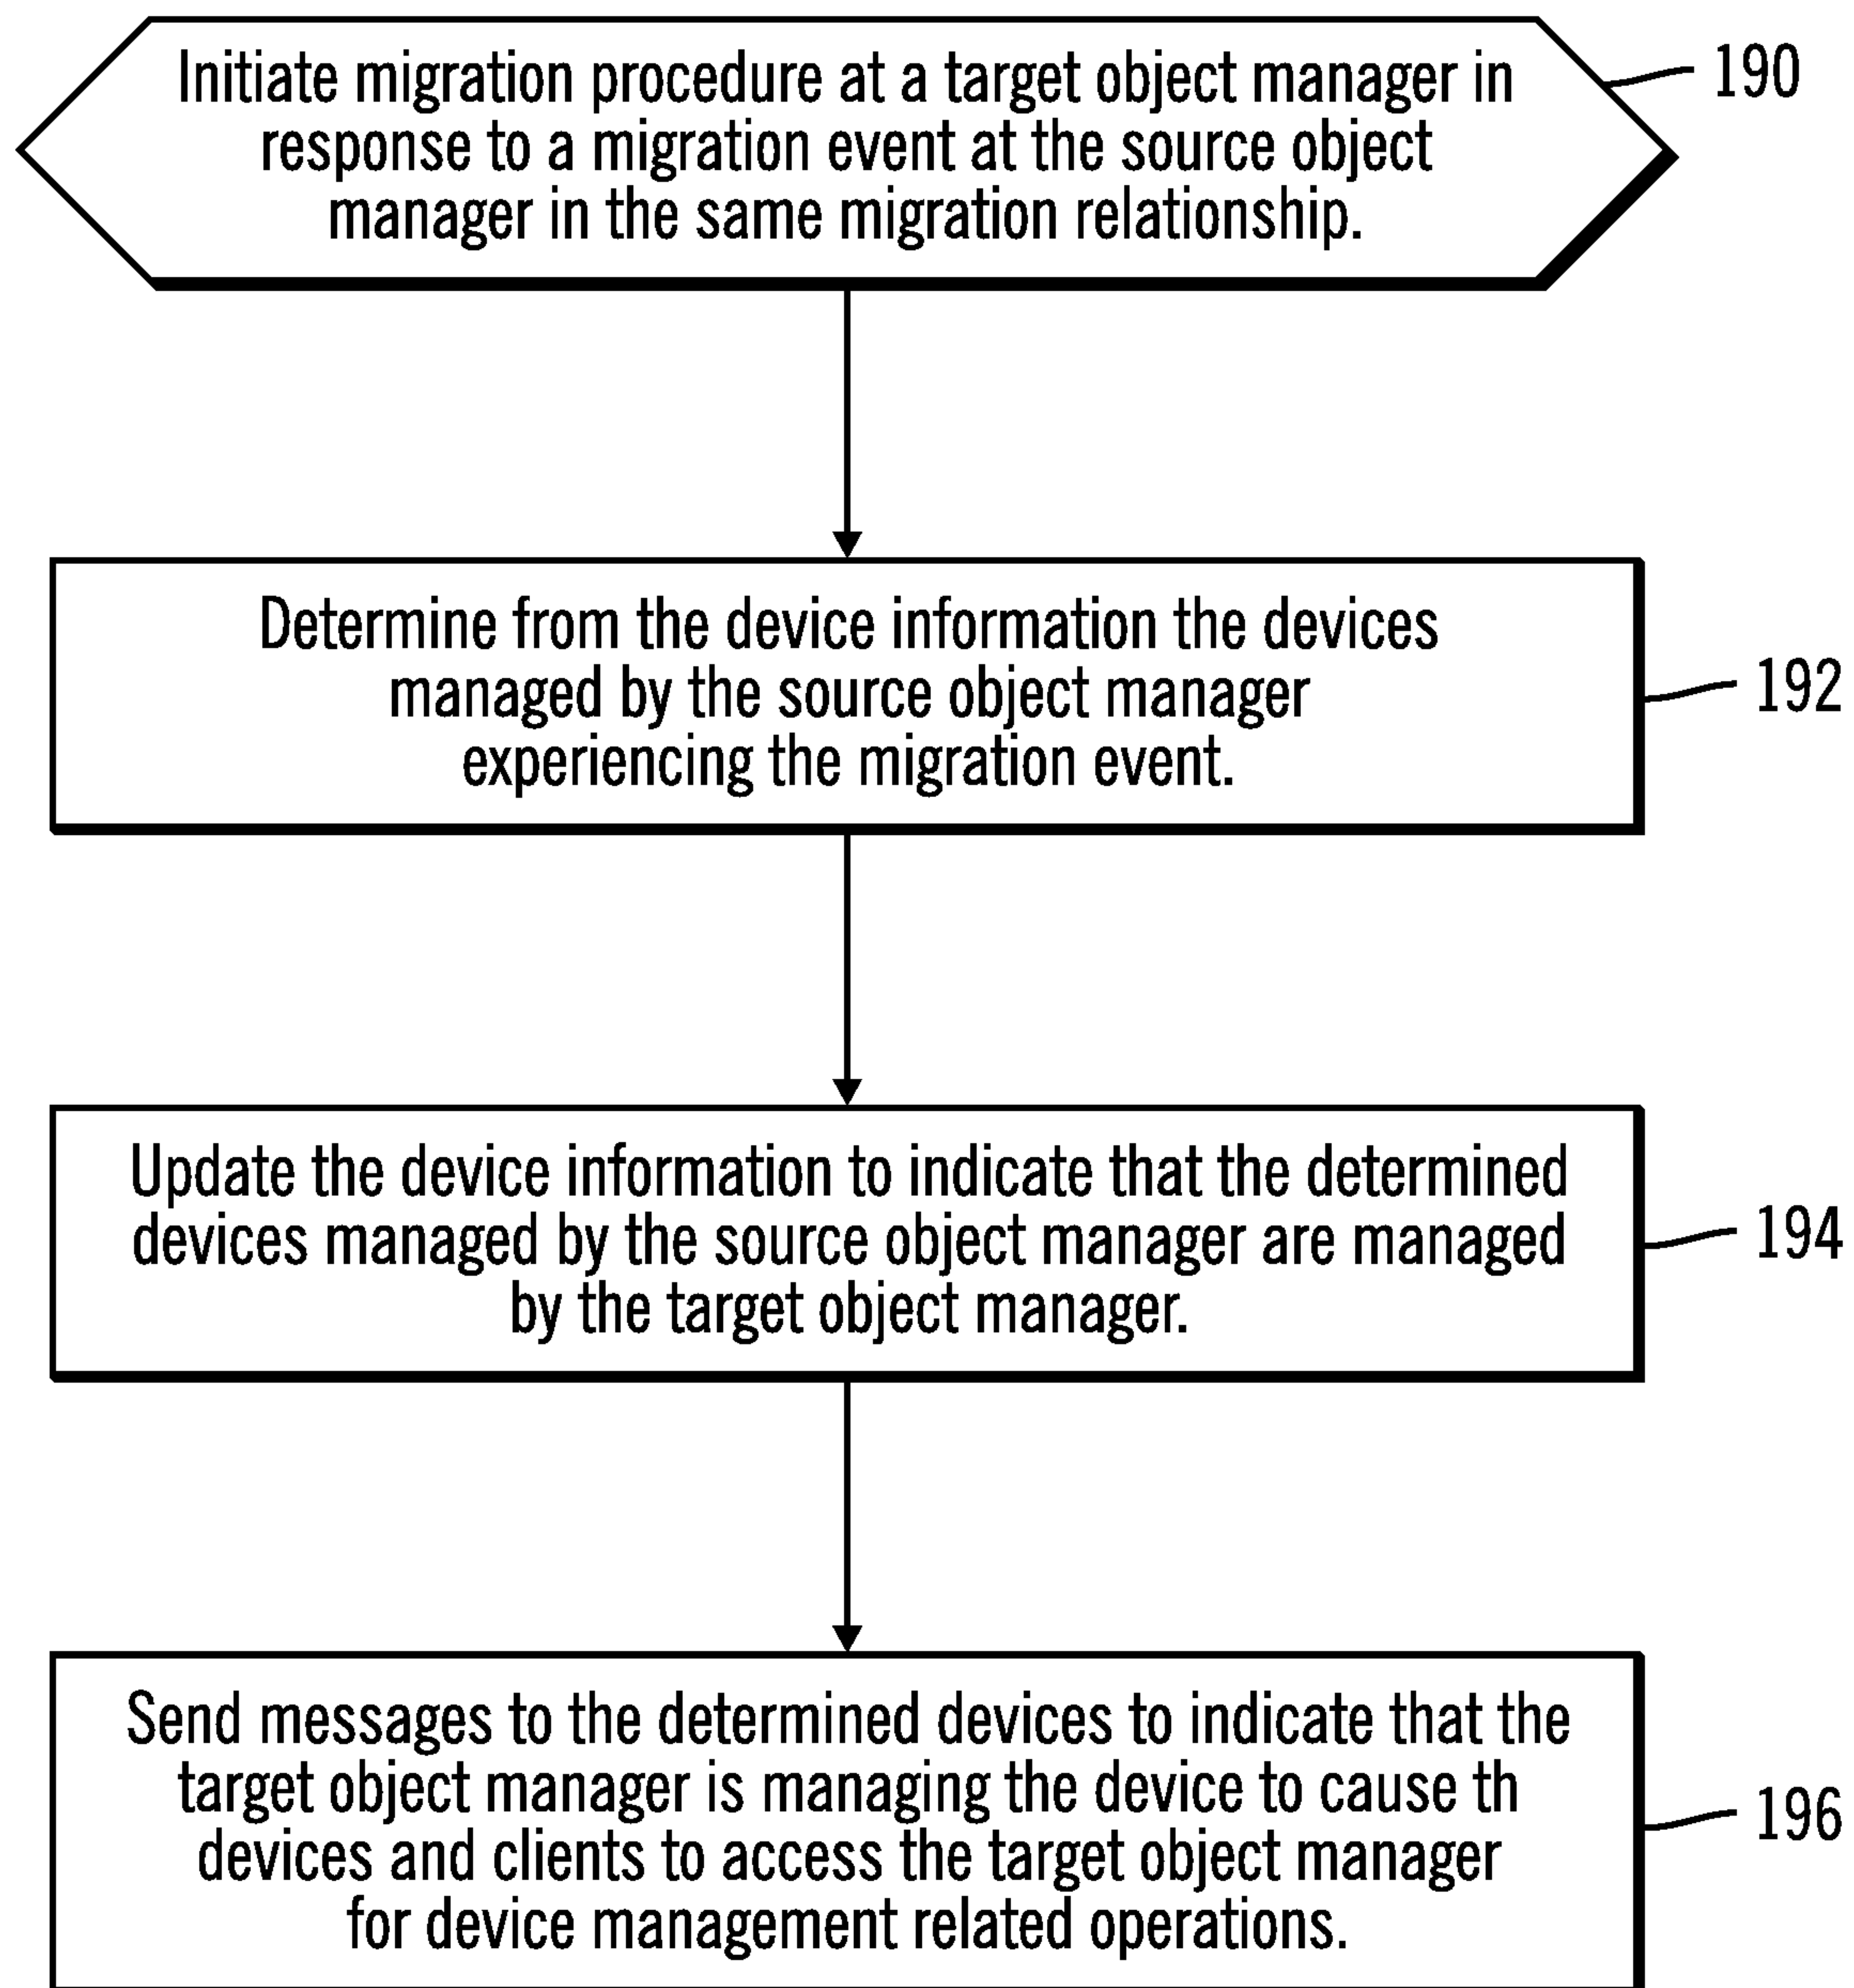 Initiate migration procedure at a target object manager in
response to a migration event at the source object
manager in the same migration relationship.
190
Determine from the device information the devices
managed by the source object manager
experiencing the migration event.
192
Update the device information to indicate that the determined
devices managed by the source object manager are managed
by the target object manager.
194
Send messages to the determined devices to indicate that the
target object manager is managing the device to cause th
devices and clients to access the target object manager
for device management related operations.
196